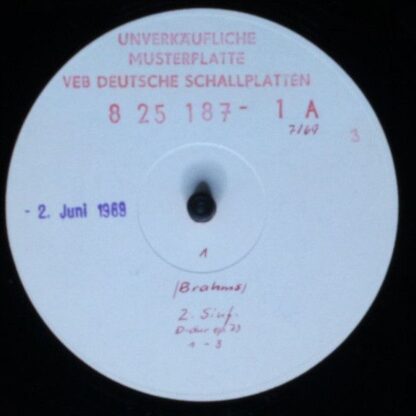 UNVERKÄUFLICHE
MUSTERPLATTE
VEB DEUTSCHE SCHALLPLATTEN
8 25 187- 1 A
7/69
3
- 2. Juni 1969
1
(Brahms)
2. Sinf.
D-dur op. 73
1 - 3